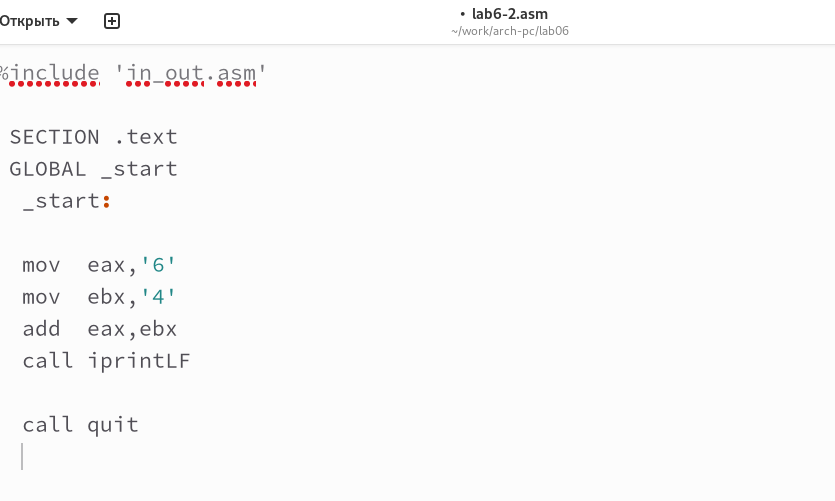 Открыть
• lab6-2.asm
~/work/arch-pc/lab06
%include 'in_out.asm'
SECTION .text
GLOBAL _start
_start:
mov  eax,'6'
mov  ebx,'4'
add  eax,ebx
call iprintLF
call quit